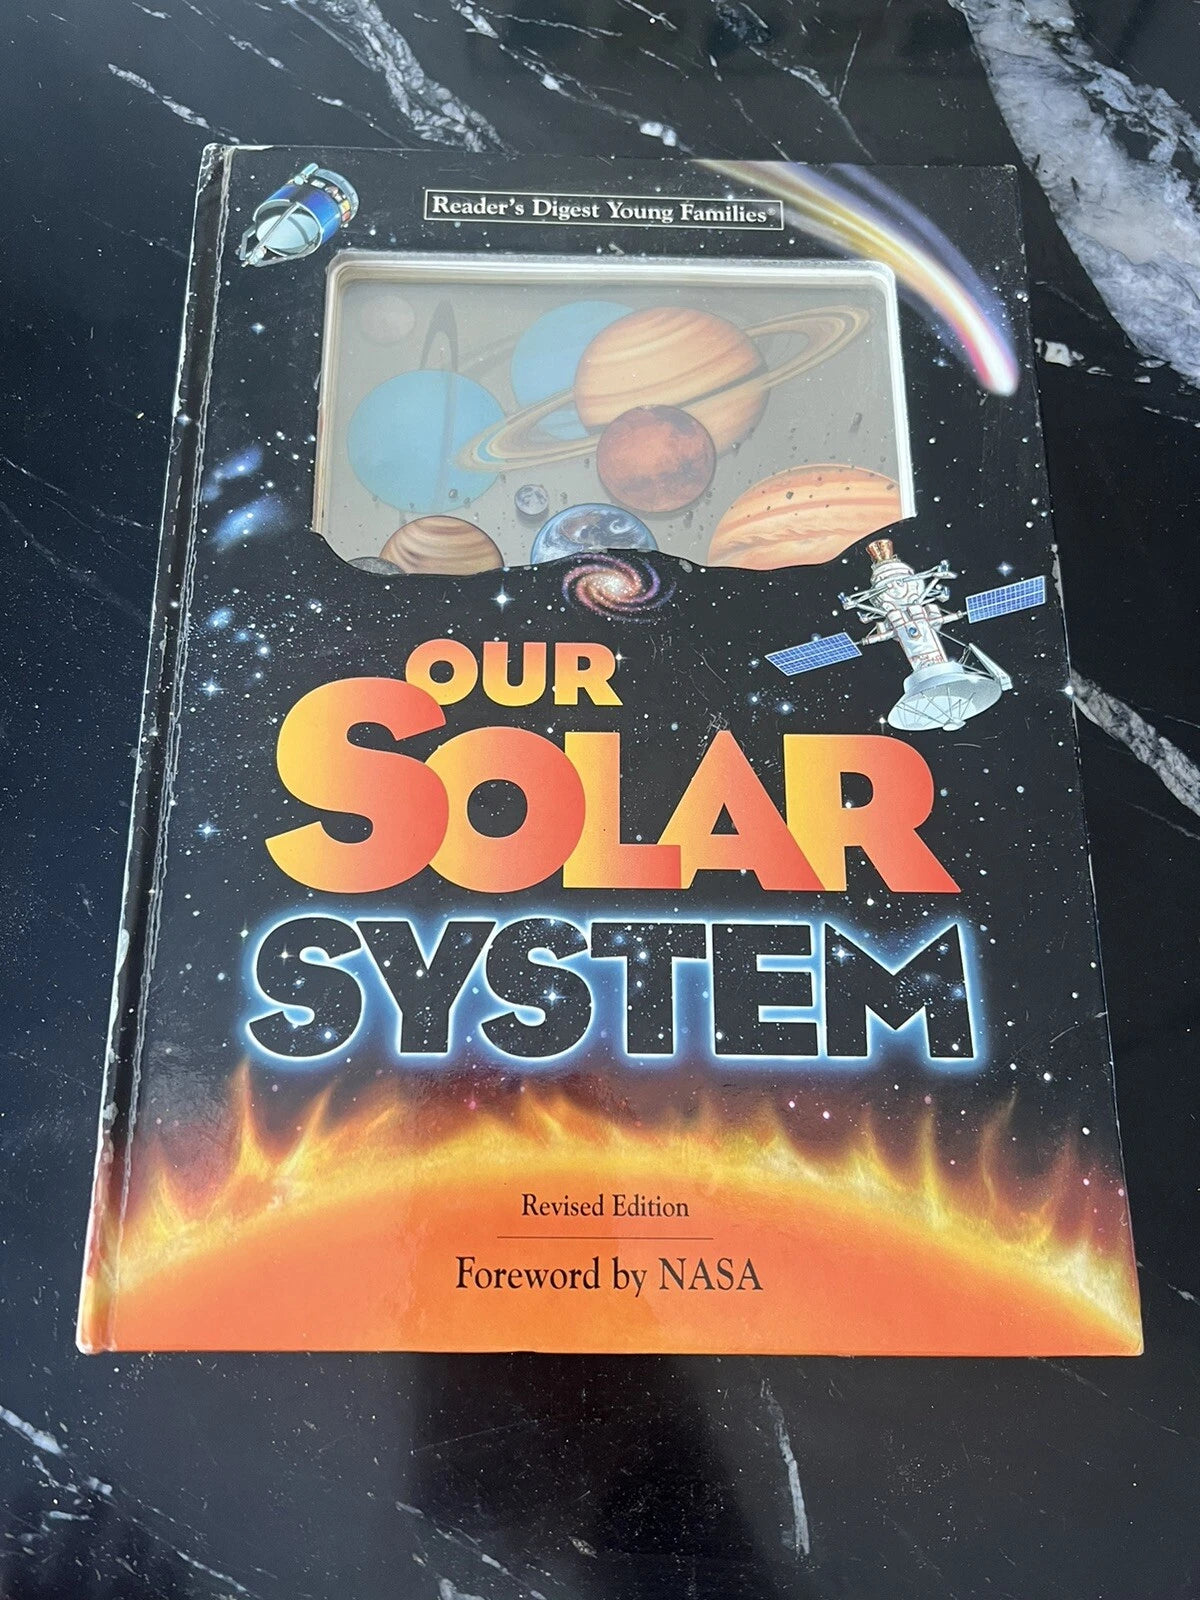 Reader's Digest Young Families®
OUR
SOLAR
SYSTEM
Revised Edition
Foreword by NASA